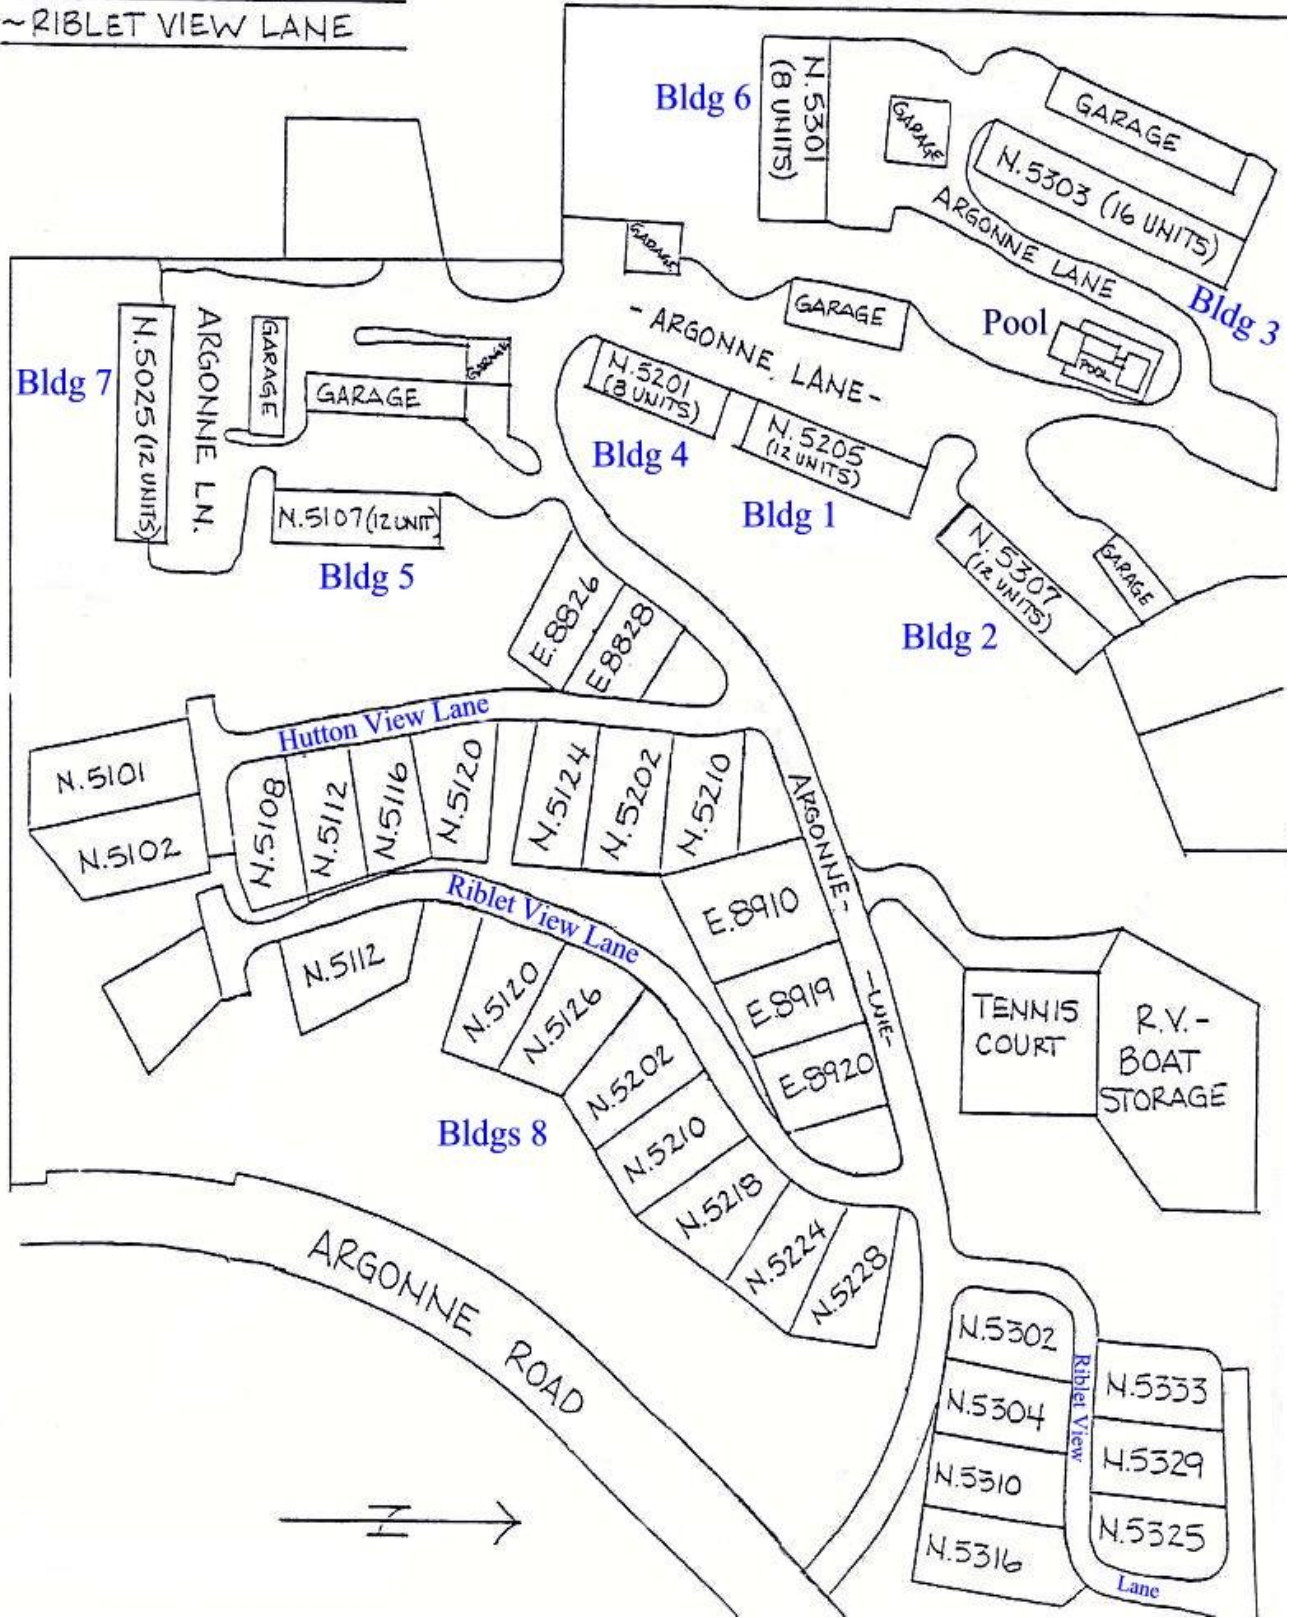 ~RIBLET VIEW LANE
Bldg 6
N.5301
(8 UNITS)
GARAGE
GARAGE
N.5303 (16 UNITS)
ARGONNE LANE
Bldg 3
GARAGE
GARAGE
Pool
POOL
- ARGONNE LANE-
Bldg 7
N.5025 (12 UNITS)
ARGONNE LN.
GARAGE
GARAGE
GARAGE
N.5201
(8 UNITS)
Bldg 4
N.5205
(12 UNITS)
Bldg 1
N.5107 (12 UNIT)
Bldg 5
N.5307
(12 UNITS)
Bldg 2
GARAGE
E.8826
E.8828
Hutton View Lane
N.5101
N.5102
N.5108
N.5112
N.5116
N.5120
N.5124
N.5202
N.5210
ARGONNE-
-LANE-
E.8910
E.8919
E.8920
Riblet View Lane
N.5112
N.5120
N.5126
N.5202
N.5210
N.5218
N.5224
N.5228
Bldgs 8
TENNIS
COURT
R.V.-
BOAT
STORAGE
ARGONNE ROAD
N.5302
N.5304
N.5310
N.5316
Riblet View
Lane
N.5333
N.5329
N.5325
N